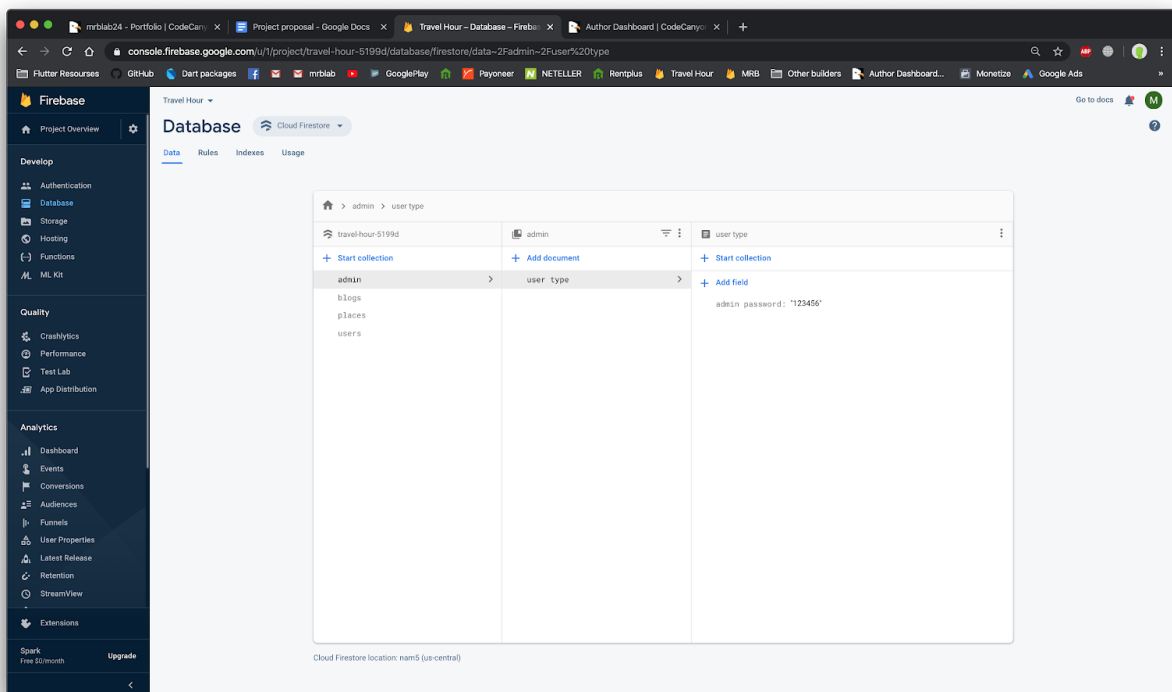 mrblab24 - Portfolio | CodeCany
Project proposal - Google Docs
Travel Hour – Database – Firebas
Author Dashboard | CodeCanyon
console.firebase.google.com/u/1/project/travel-hour-5199d/database/firestore/data~2Fadmin~2Fuser%20type
ABP
Flutter Resourses
GitHub
Dart packages
mrblab
GooglePlay
Payoneer
NETELLER
Rentplus
Travel Hour
MRB
Other builders
Author Dashboard...
Monetize
Google Ads
»
Firebase
Project Overview
Develop
Authentication
Database
Storage
Hosting
Functions
ML Kit
Quality
Crashlytics
Performance
Test Lab
App Distribution
Analytics
Dashboard
Events
Conversions
Audiences
Funnels
User Properties
Latest Release
Retention
StreamView
Extensions
Spark
Free $0/month
Upgrade
Travel Hour
Go to docs
M
Database
Cloud Firestore
Data
Rules
Indexes
Usage
admin > user type
travel-hour-5199d
admin
user type
+ Start collection
+ Add document
+ Start collection
admin
blogs
places
users
user type
+ Add field
admin password: "123456"
Cloud Firestore location: nam5 (us-central)